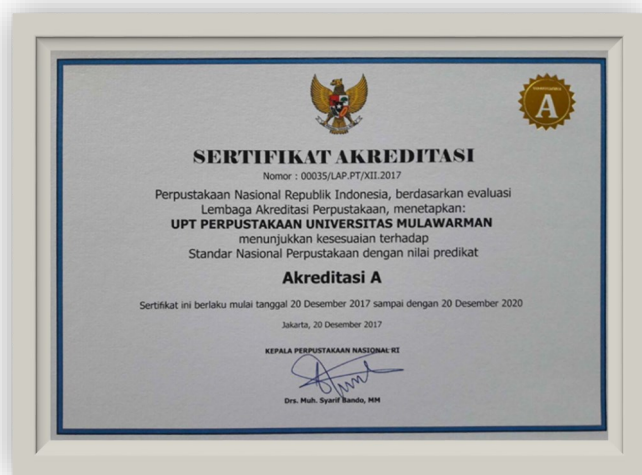 A
SERTIFIKAT AKREDITASI
Nomor : 00035/LAP.PT/XII.2017
Perpustakaan Nasional Republik Indonesia, berdasarkan evaluasi
Lembaga Akreditasi Perpustakaan, menetapkan:
UPT PERPUSTAKAAN UNIVERSITAS MULAWARMAN
menunjukkan kesesuaian terhadap
Standar Nasional Perpustakaan dengan nilai predikat
Akreditasi A
Sertifikat ini berlaku mulai tanggal 20 Desember 2017 sampai dengan 20 Desember 2020
Jakarta, 20 Desember 2017
KEPALA PERPUSTAKAAN NASIONAL RI
Drs. Muh. Syarif Bando, MM